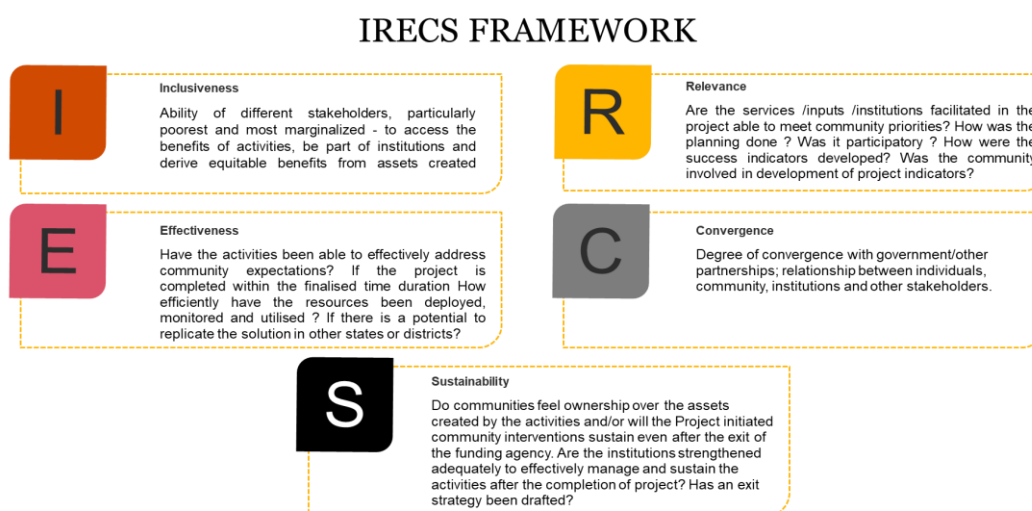 IRECS FRAMEWORK
I
Inclusiveness
Ability of different stakeholders, particularly
poorest and most marginalized - to access the
benefits of activities, be part of institutions and
derive equitable benefits from assets created
R
Relevance
Are the services /inputs /institutions facilitated in the
project able to meet community priorities? How was the
planning done ? Was it participatory ? How were the
success indicators developed? Was the community
involved in development of project indicators?
E
Effectiveness
Have the activities been able to effectively address
community expectations? If the project is
completed within the finalised time duration How
efficiently have the resources been deployed,
monitored and utilised ? If there is a potential to
replicate the solution in other states or districts?
C
Convergence
Degree of convergence with government/other
partnerships; relationship between individuals,
community, institutions and other stakeholders.
S
Sustainability
Do communities feel ownership over the assets
created by the activities and/or will the Project initiated
community interventions sustain even after the exit of
the funding agency. Are the institutions strengthened
adequately to effectively manage and sustain the
activities after the completion of project? Has an exit
strategy been drafted?